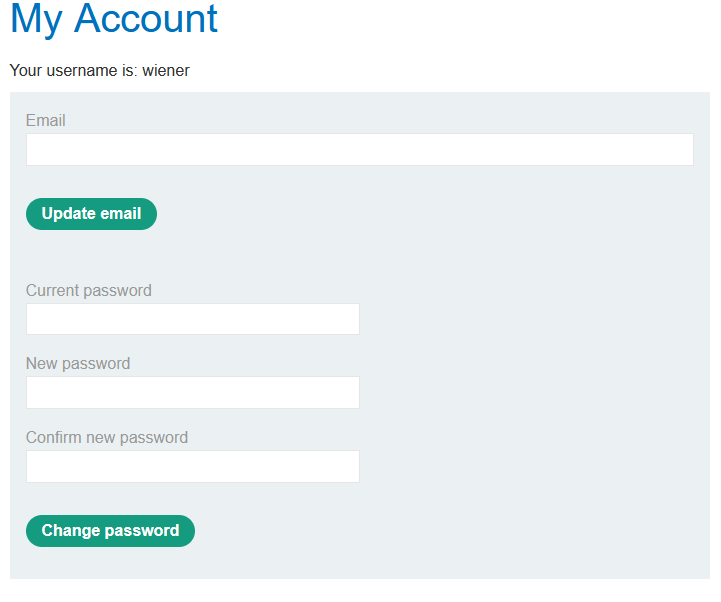 My Account
Your username is: wiener
Email
Update email
Current password
New password
Confirm new password
Change password